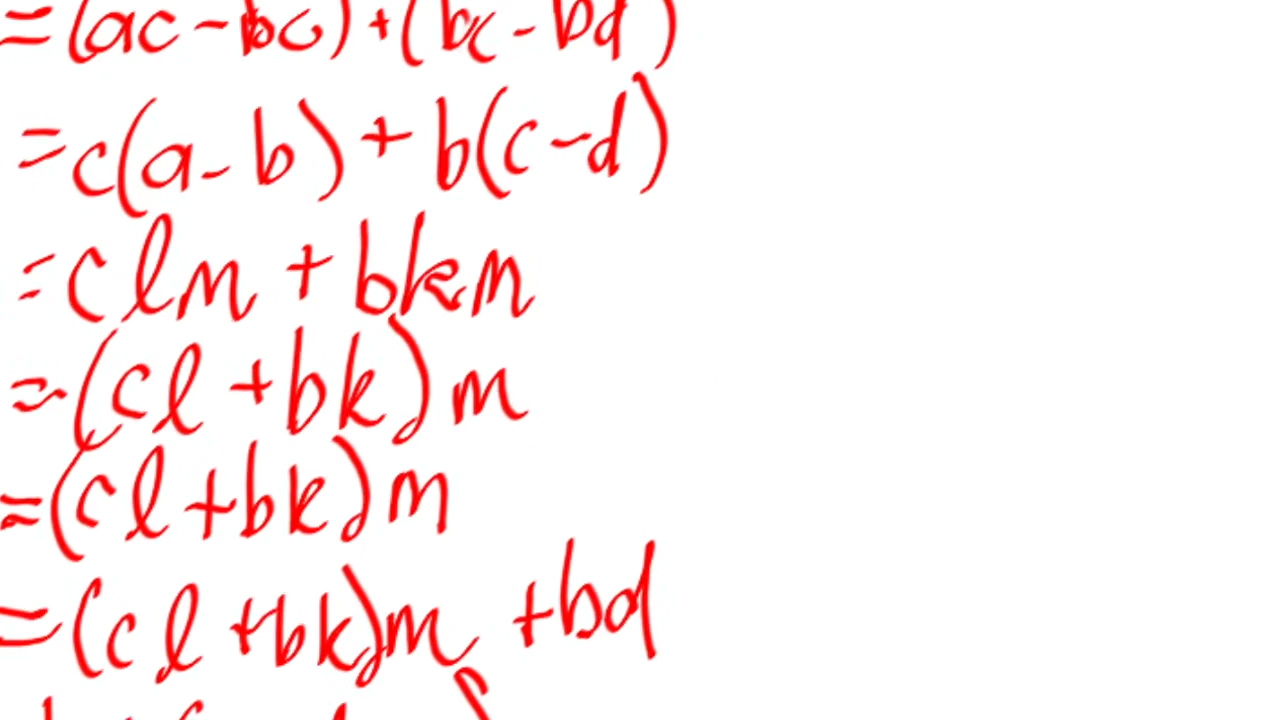 =(ac-bc)+(bc-bd)
=c(a-b)+b(c-d)
=clm+bkm
=(cl+bk)m
=(cl+bk)m
=(cl+bk)m+bd